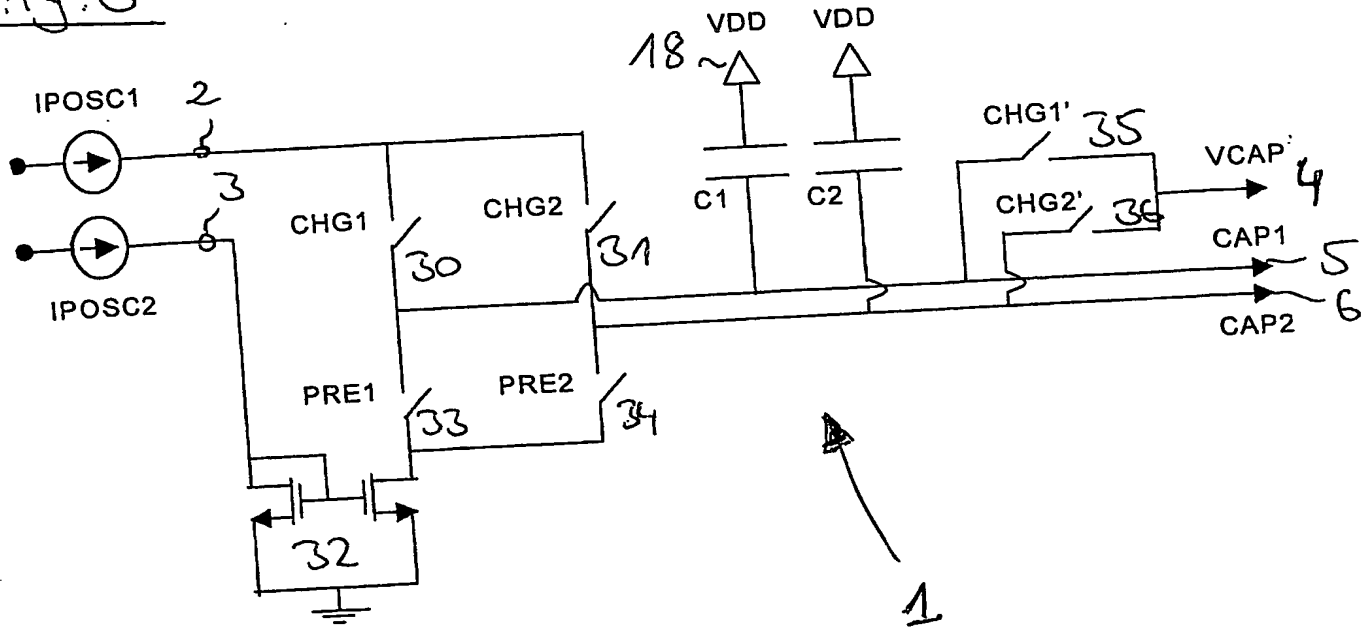 VDD VDD
18
IPOSC1 2
CHG1' 35
VCAP 4
3
C1 C2
CHG1 CHG2
CHG2' 36
30 31
CAP1 5
IPOSC2
6
CAP2
PRE1 PRE2
33 34
32
1